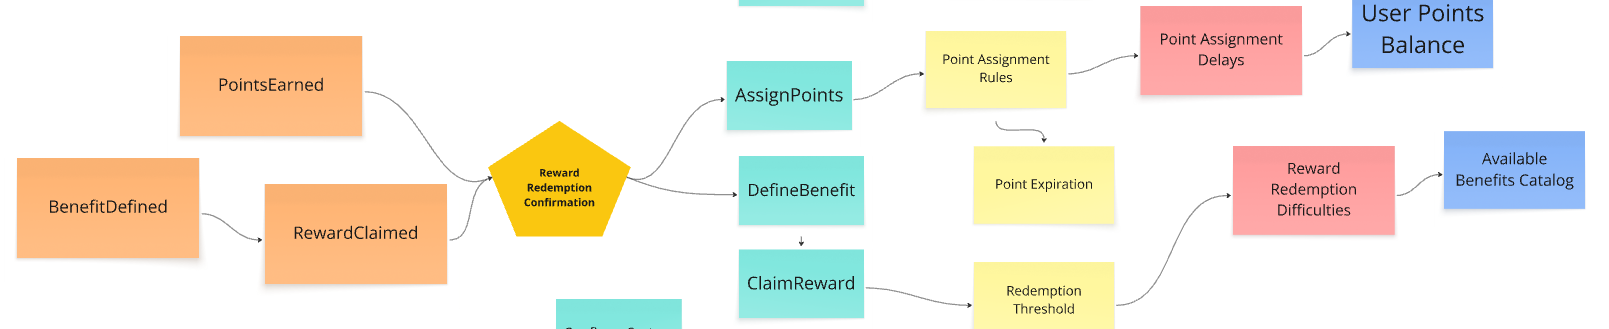 PointsEarned
BenefitDefined
RewardClaimed
Reward
Redemption
Confirmation
AssignPoints
DefineBenefit
ClaimReward
Point Assignment
Rules
Point Expiration
Redemption
Threshold
Point Assignment
Delays
Reward
Redemption
Difficulties
User Points
Balance
Available
Benefits Catalog